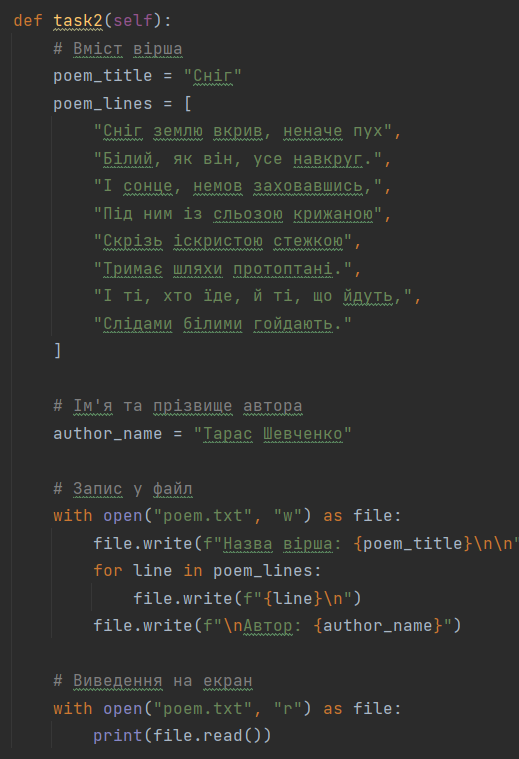 def task2(self):
    # Вміст вірша
    poem_title = "Сніг"
    poem_lines = [
        "Сніг землю вкрив, неначе пух",
        "Білий, як він, усе навкруг.",
        "І сонце, немов заховавшись,",
        "Під ним із сльозою крижаною",
        "Скрізь іскристою стежкою",
        "Тримає шляхи протоптані.",
        "І ті, хто їде, й ті, що йдуть,",
        "Слідами білими гойдають."
    ]

    # Ім'я та прізвище автора
    author_name = "Тарас Шевченко"

    # Запис у файл
    with open("poem.txt", "w") as file:
        file.write(f"Назва вірша: {poem_title}\n\n"
        for line in poem_lines:
            file.write(f"{line}\n")
        file.write(f"\nАвтор: {author_name}")

    # Виведення на екран
    with open("poem.txt", "r") as file:
        print(file.read())